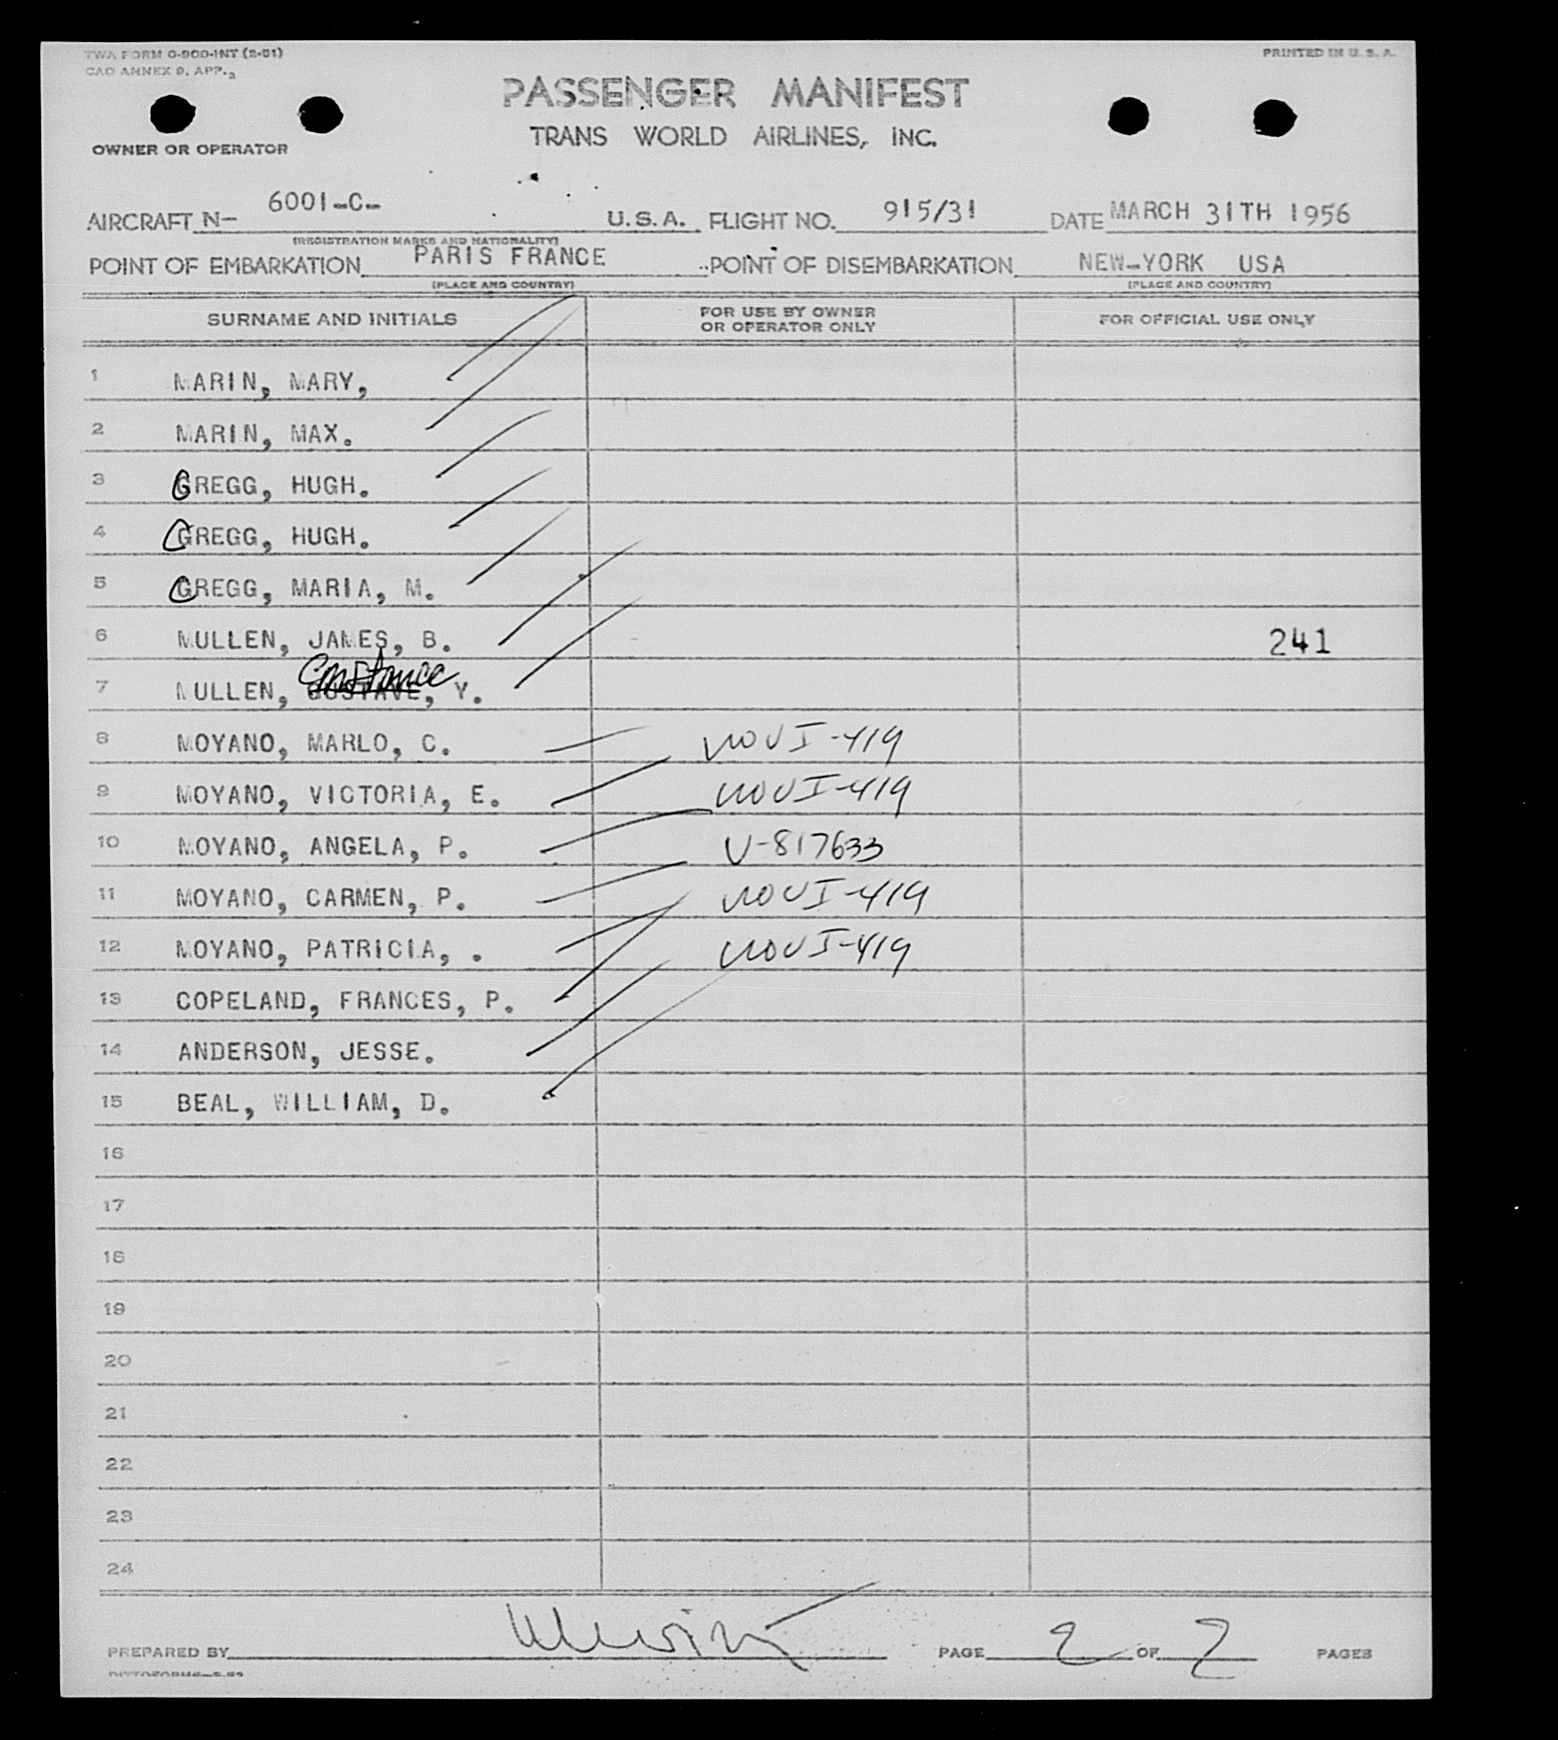 TWA FORM O-900-INT (2-51)
PRINTED IN U. S. A.
CAO ANNEX 9, APP.
PASSENGER MANIFEST
TRANS WORLD AIRLINES, INC.
OWNER OR OPERATOR
AIRCRAFT N- 6001-C- U.S.A. FLIGHT NO. 915/31 DATE MARCH 31TH 1956
(REGISTRATION MARKS AND NATIONALITY)
POINT OF EMBARKATION PARIS FRANCE POINT OF DISEMBARKATION NEW-YORK USA
(PLACE AND COUNTRY) (PLACE AND COUNTRY)
SURNAME AND INITIALS FOR USE BY OWNER OR OPERATOR ONLY FOR OFFICIAL USE ONLY
1 MARIN, MARY,
2 MARIN, MAX.
3 GREGG, HUGH.
4 GREGG, HUGH.
5 GREGG, MARIA, M.
6 MULLEN, JAMES, B. 241
7 MULLEN, Constance, Y.
8 MOYANO, MARLO, C. I-419
9 MOYANO, VICTORIA, E. I-419
10 MOYANO, ANGELA, P. V-817633
11 MOYANO, CARMEN, P. I-419
12 MOYANO, PATRICIA, . I-419
13 COPELAND, FRANCES, P.
14 ANDERSON, JESSE.
15 BEAL, WILLIAM, D.
16
17
18
19
20
21
22
23
24
PREPARED BY PAGE 2 OF 2 PAGES